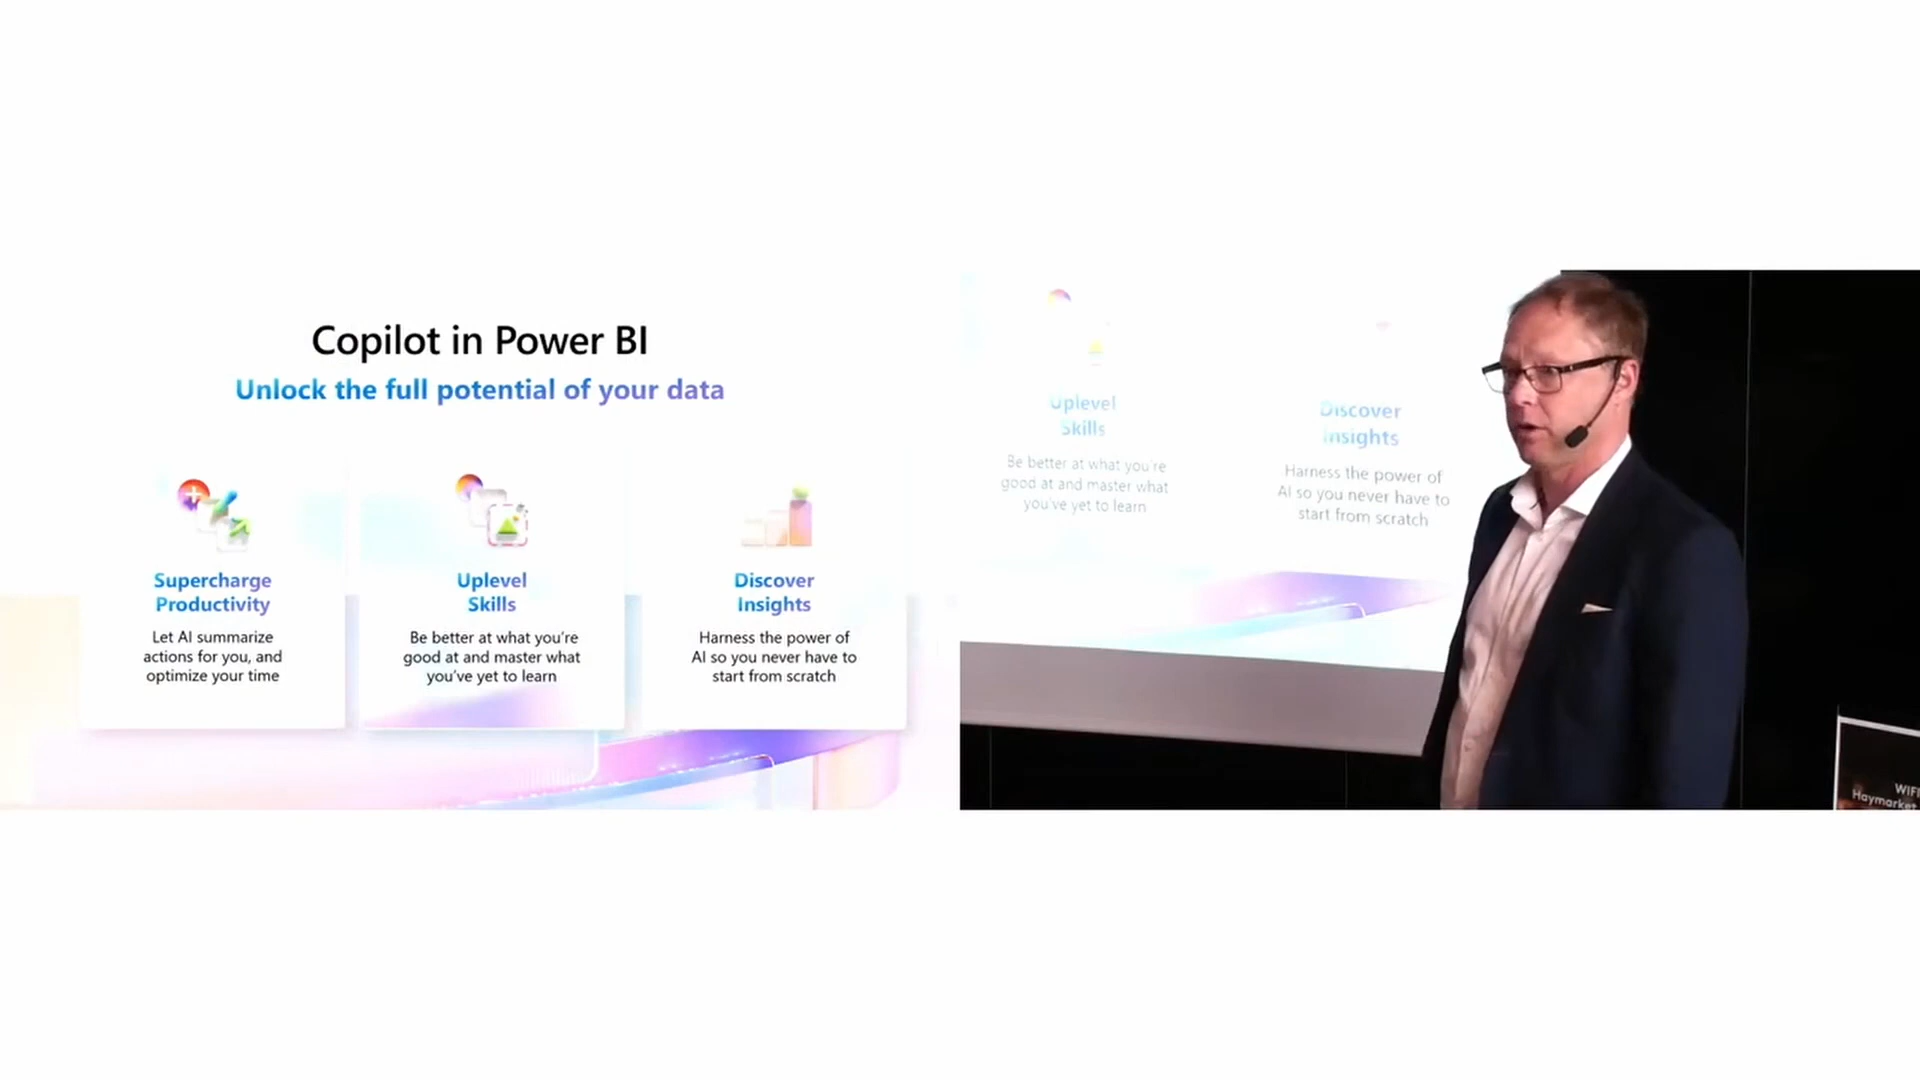 Copilot in Power BI
Unlock the full potential of your data
Supercharge
Productivity
Let AI summarize
actions for you, and
optimize your time
Uplevel
Skills
Be better at what you're
good at and master what
you've yet to learn
Discover
Insights
Harness the power of
AI so you never have to
start from scratch
Uplevel
Skills
Be better at what you're
good at and master what
you've yet to learn
Discover
Insights
Harness the power of
AI so you never have to
start from scratch
WIFI
Haymarket